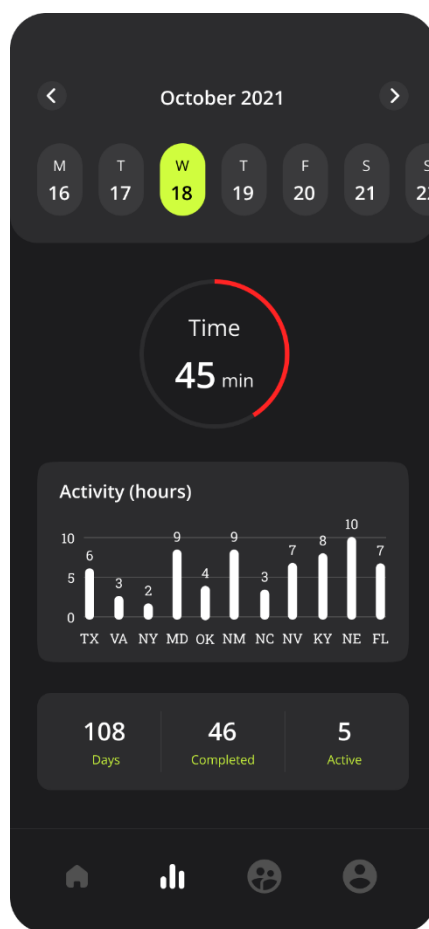 October 2021
M T W T F S S
16 17 18 19 20 21
Time
45 min
Activity (hours)
10
5
0
6 3 2 9 4 9 3 7 8 10 7
TX VA NY MD OK NM NC NV KY NE FL
108 46 5
Days Completed Active